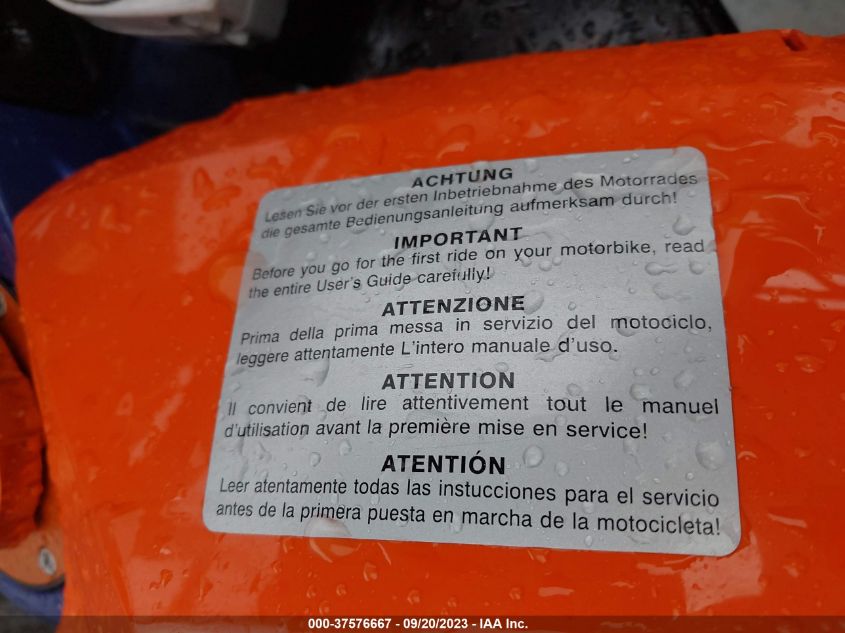 ACHTUNG
Lesen Sie vor der ersten Inbetriebnahme des Motorrades
die gesamte Bedienungsanleitung aufmerksam durch!
IMPORTANT
Before you go for the first ride on your motorbike, read
the entire User's Guide carefully!
ATTENZIONE
Prima della prima messa in servizio del motociclo,
leggere attentamente L'intero manuale d'uso.
ATTENTION
Il convient de lire attentivement tout le manuel
d'utilisation avant la première mise en service!
ATENTIÓN
Leer atentamente todas las instucciones para el servicio
antes de la primera puesta en marcha de la motocicleta!
000-37576667 / 09/20/2023 - IAA Inc.